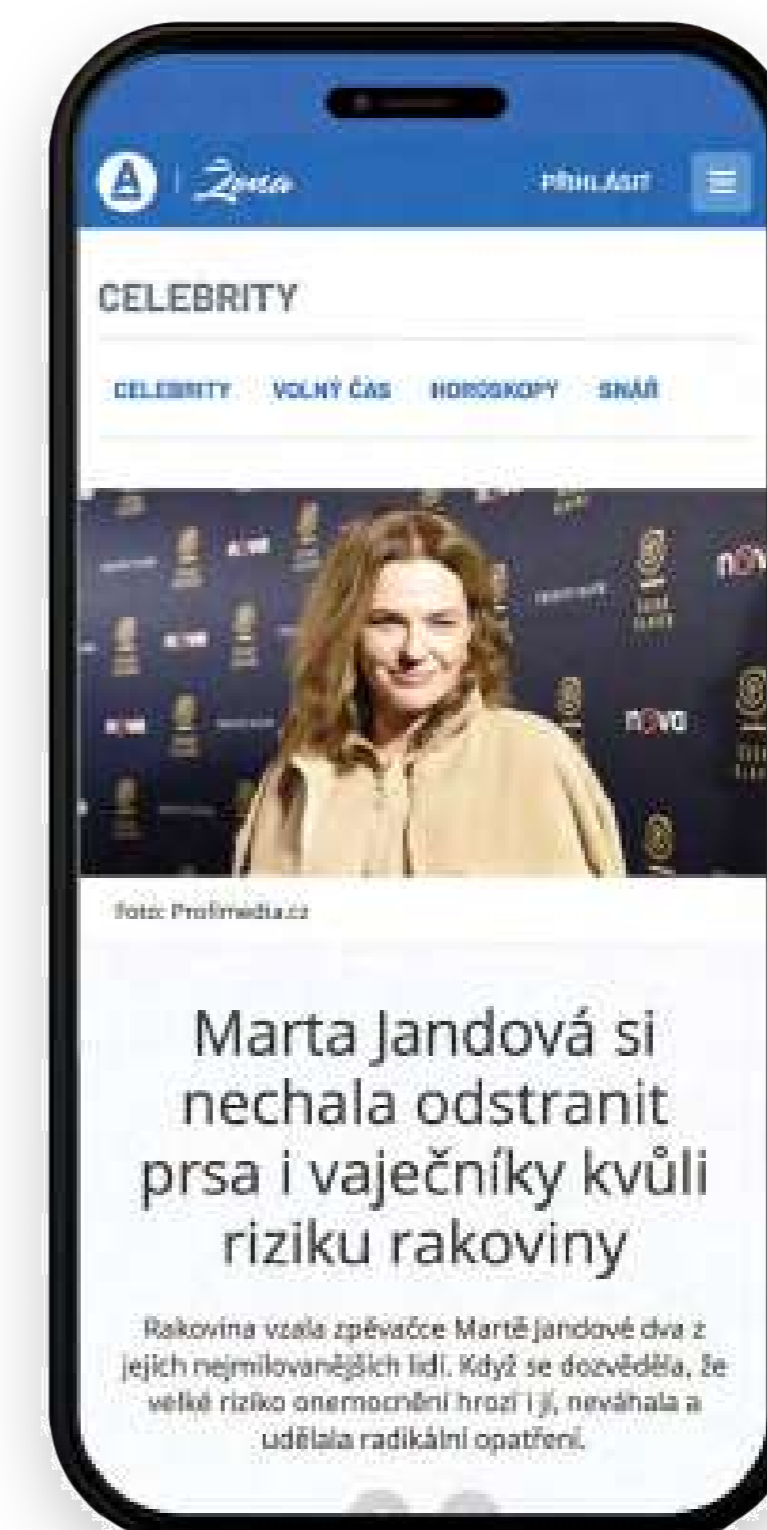 A | Žena
PŘIHLÁSIT
CELEBRITY
CELEBRITY VOLNÝ ČAS HOROSKOPY SNÁŘ
nova
nova
Foto: Profimedia.cz
Marta Jandová si
nechala odstranit
prsa i vaječníky kvůli
riziku rakoviny
Rakovina vzala zpěvačce Martě Jandové dva z
jejích nejmilovanějších lidí. Když se dozvěděla, že
velké riziko onemocnění hrozí i jí, neváhala a
udělala radikální opatření.